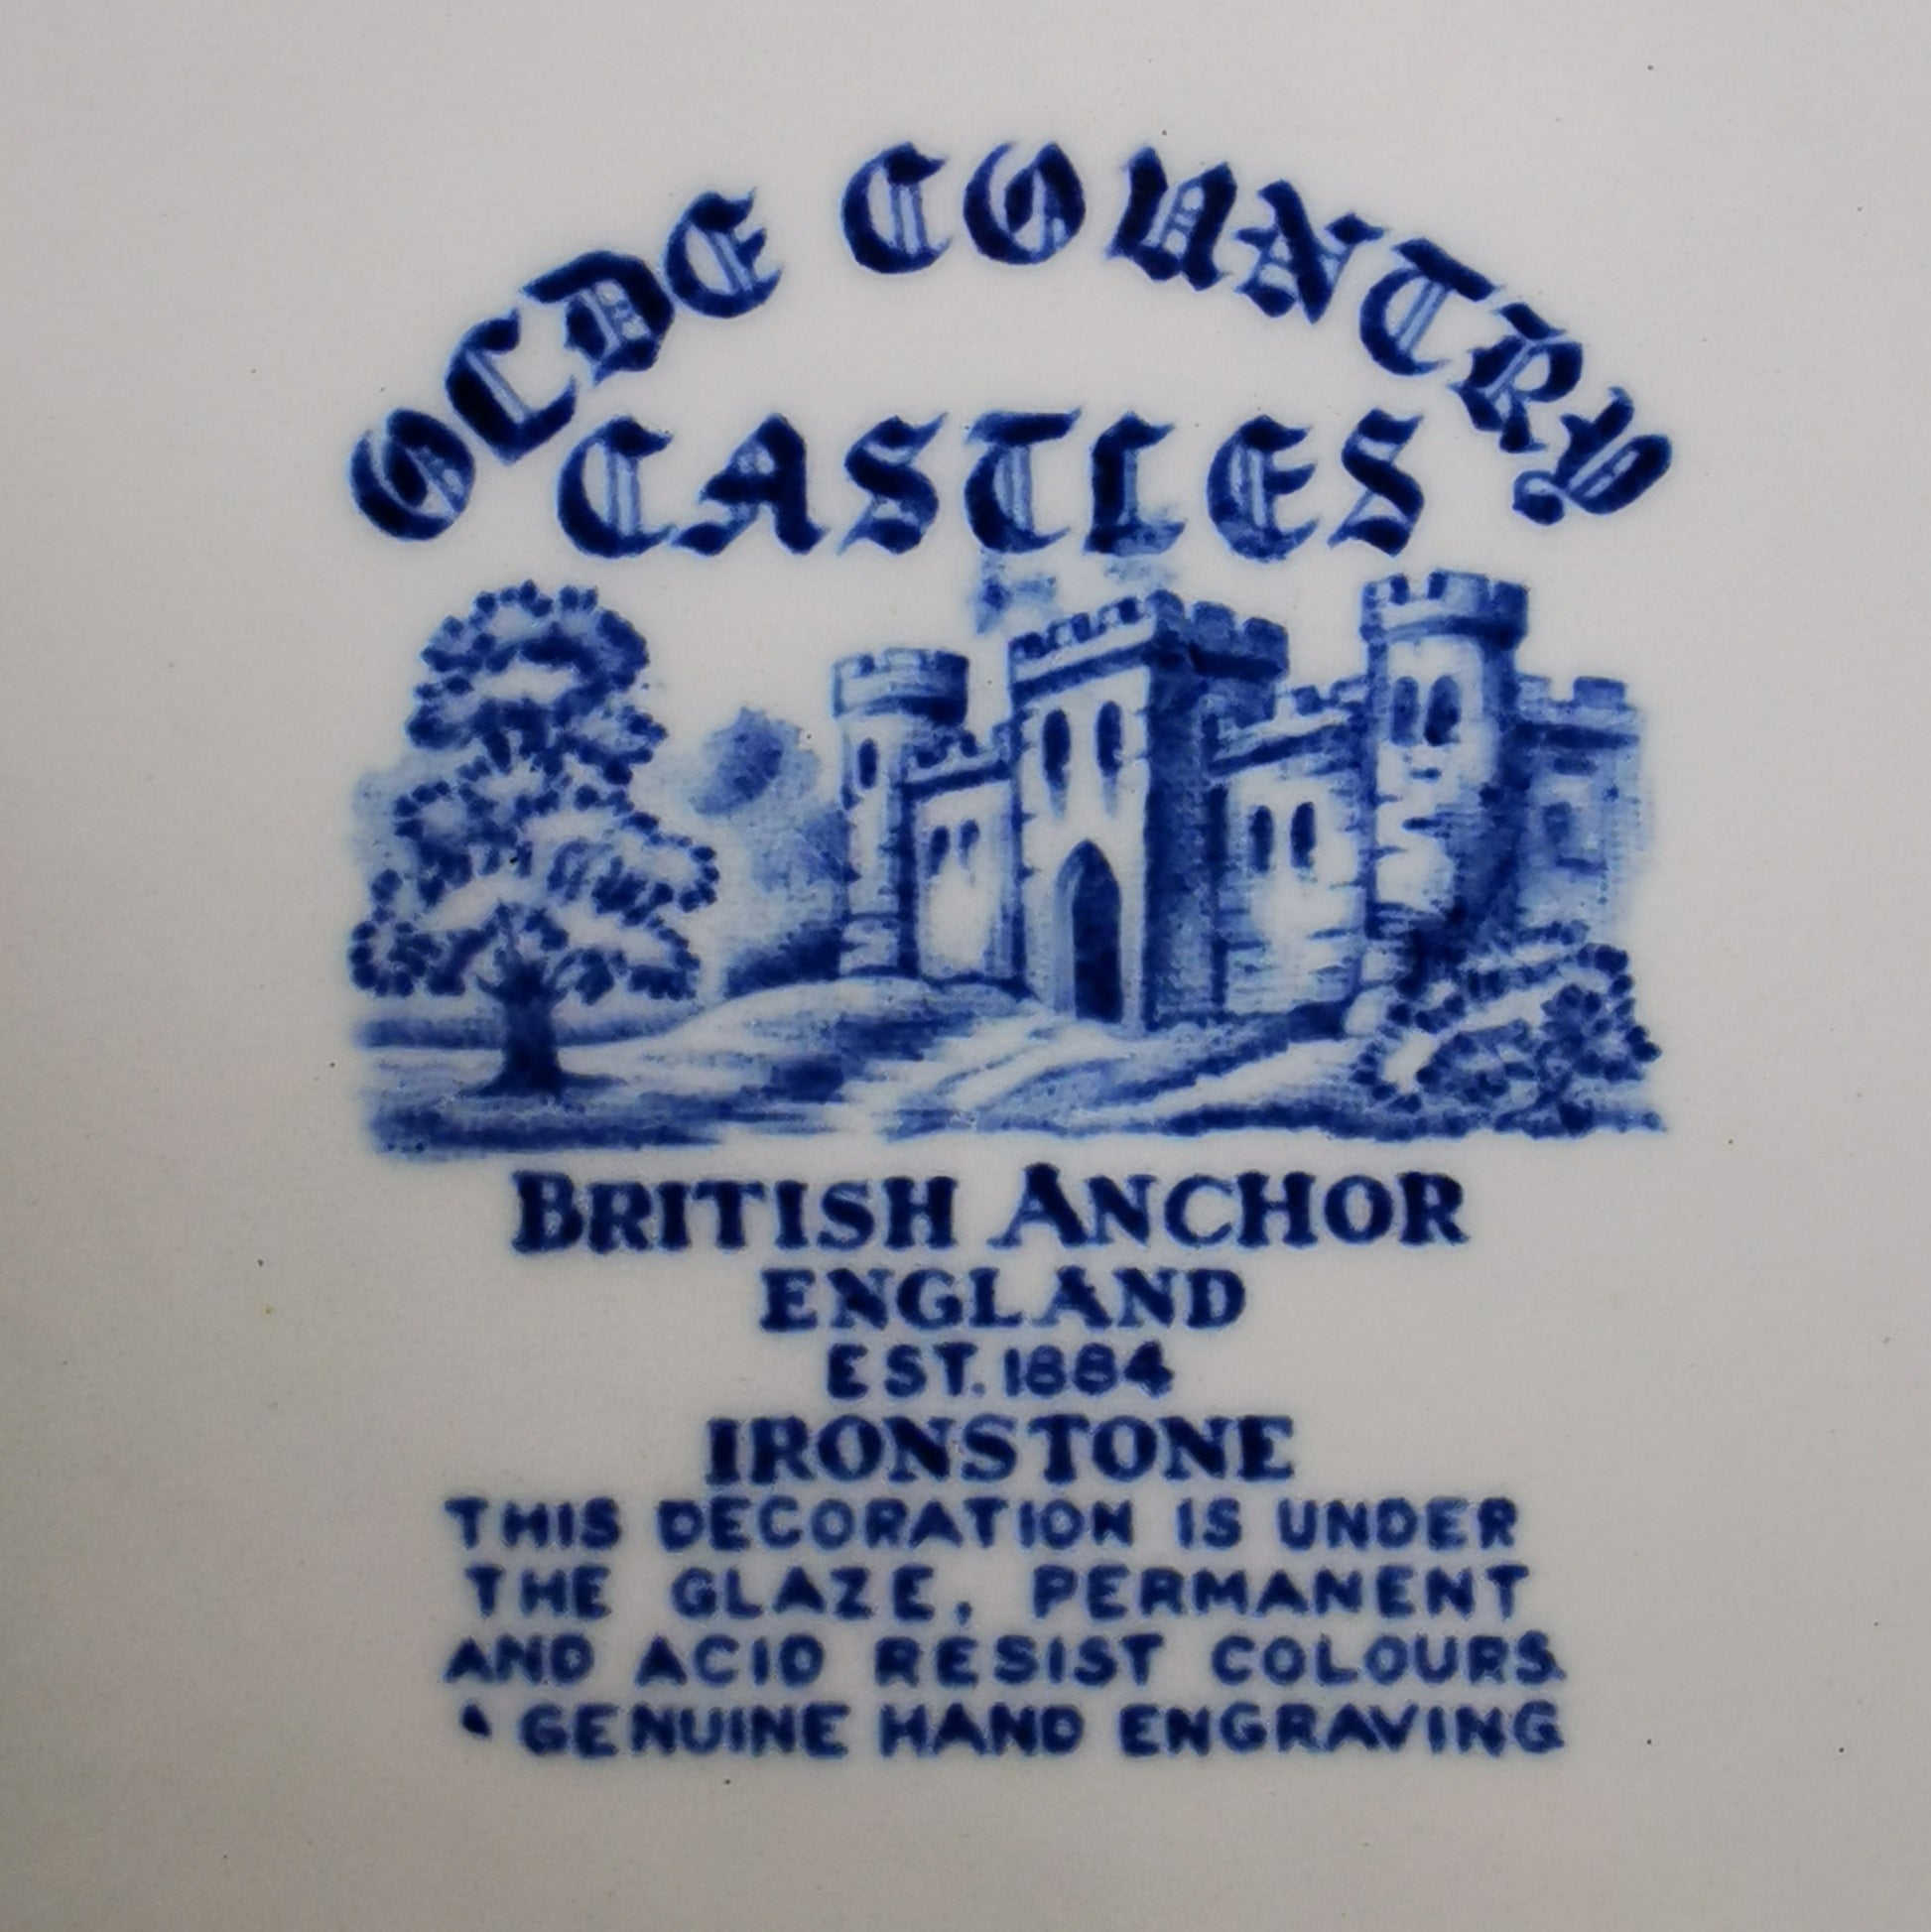 OLDE COUNTRY
CASTLES
BRITISH ANCHOR
ENGLAND
EST. 1884
IRONSTONE
THIS DECORATION IS UNDER
THE GLAZE, PERMANENT
AND ACID RESIST COLOURS.
GENUINE HAND ENGRAVING